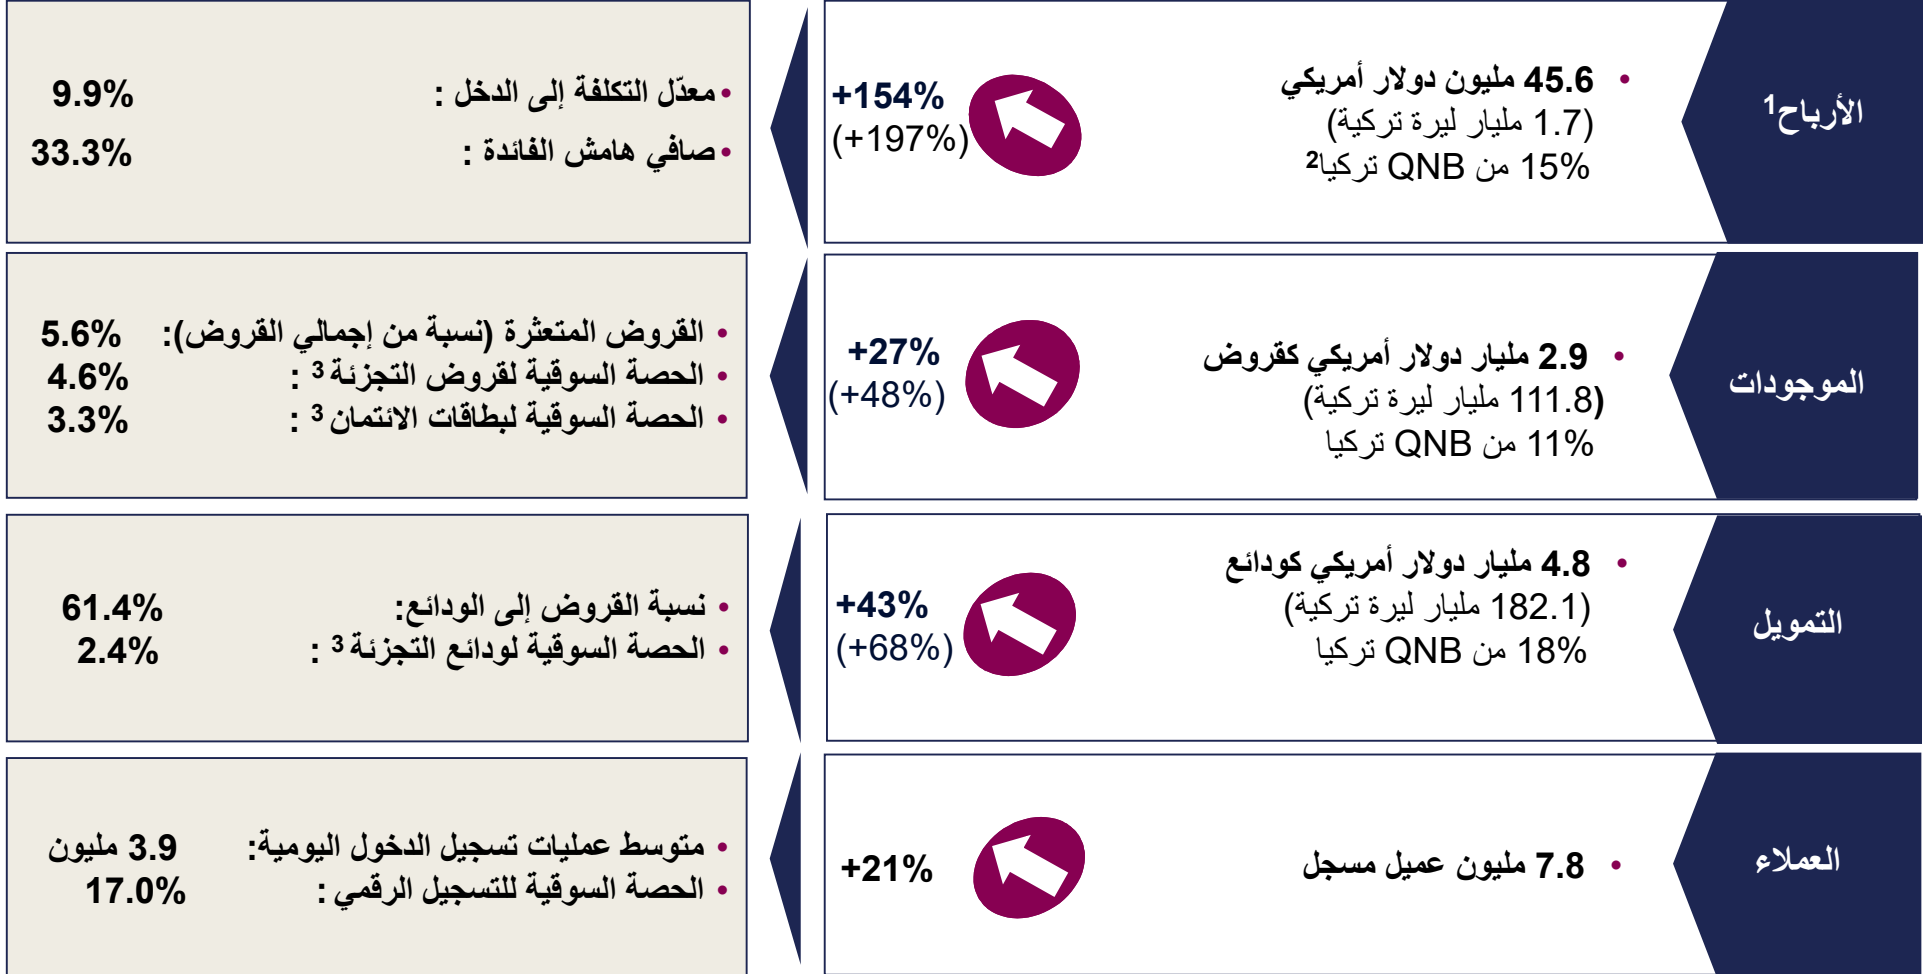 الأرباح1
• 45.6 مليون دولار أمريكي
(1.7 مليار ليرة تركية)
15% من QNB تركيا2
+154%
(+197%)
• معدّل التكلفة إلى الدخل : 9.9%
• صافي هامش الفائدة : 33.3%
الموجودات
• 2.9 مليار دولار أمريكي كقروض
(111.8 مليار ليرة تركية)
11% من QNB تركيا
+27%
(+48%)
• القروض المتعثرة (نسبة من إجمالي القروض): 5.6%
• الحصة السوقية لقروض التجزئة3 : 4.6%
• الحصة السوقية لبطاقات الائتمان3 : 3.3%
التمويل
• 4.8 مليار دولار أمريكي كودائع
(182.1 مليار ليرة تركية)
18% من QNB تركيا
+43%
(+68%)
• نسبة القروض إلى الودائع: 61.4%
• الحصة السوقية لودائع التجزئة3 : 2.4%
العملاء
• 7.8 مليون عميل مسجل
+21%
• متوسط عمليات تسجيل الدخول اليومية: 3.9 مليون
• الحصة السوقية للتسجيل الرقمي : 17.0%